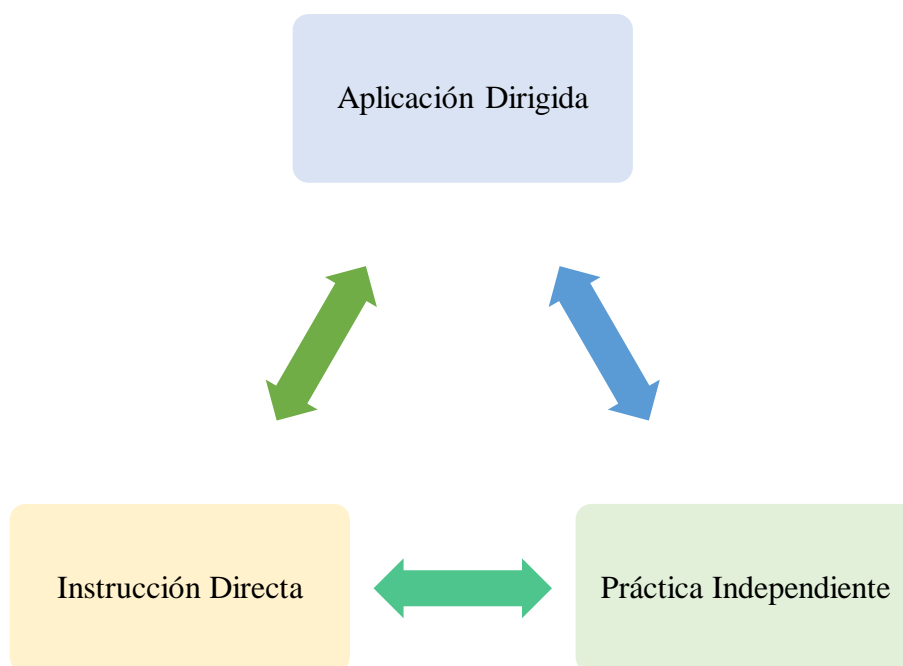 Aplicación Dirigida
Instrucción Directa
Práctica Independiente